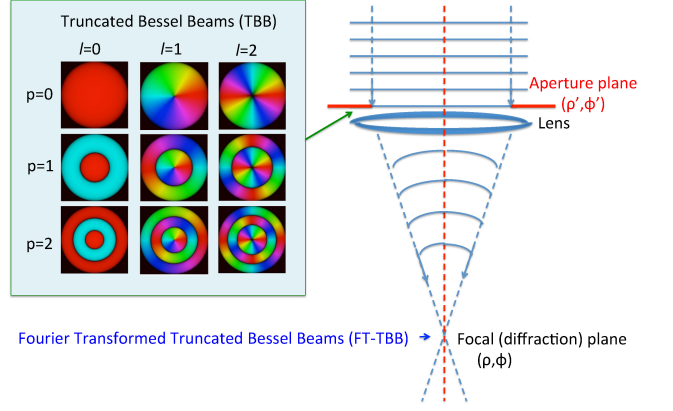 Truncated Bessel Beams (TBB)
l=0 l=1 l=2
p=0
p=1
p=2
Aperture plane
(ρ′,ϕ′)
Lens
Fourier Transformed Truncated Bessel Beams (FT-TBB)
Focal (diffraction) plane
(ρ,ϕ)